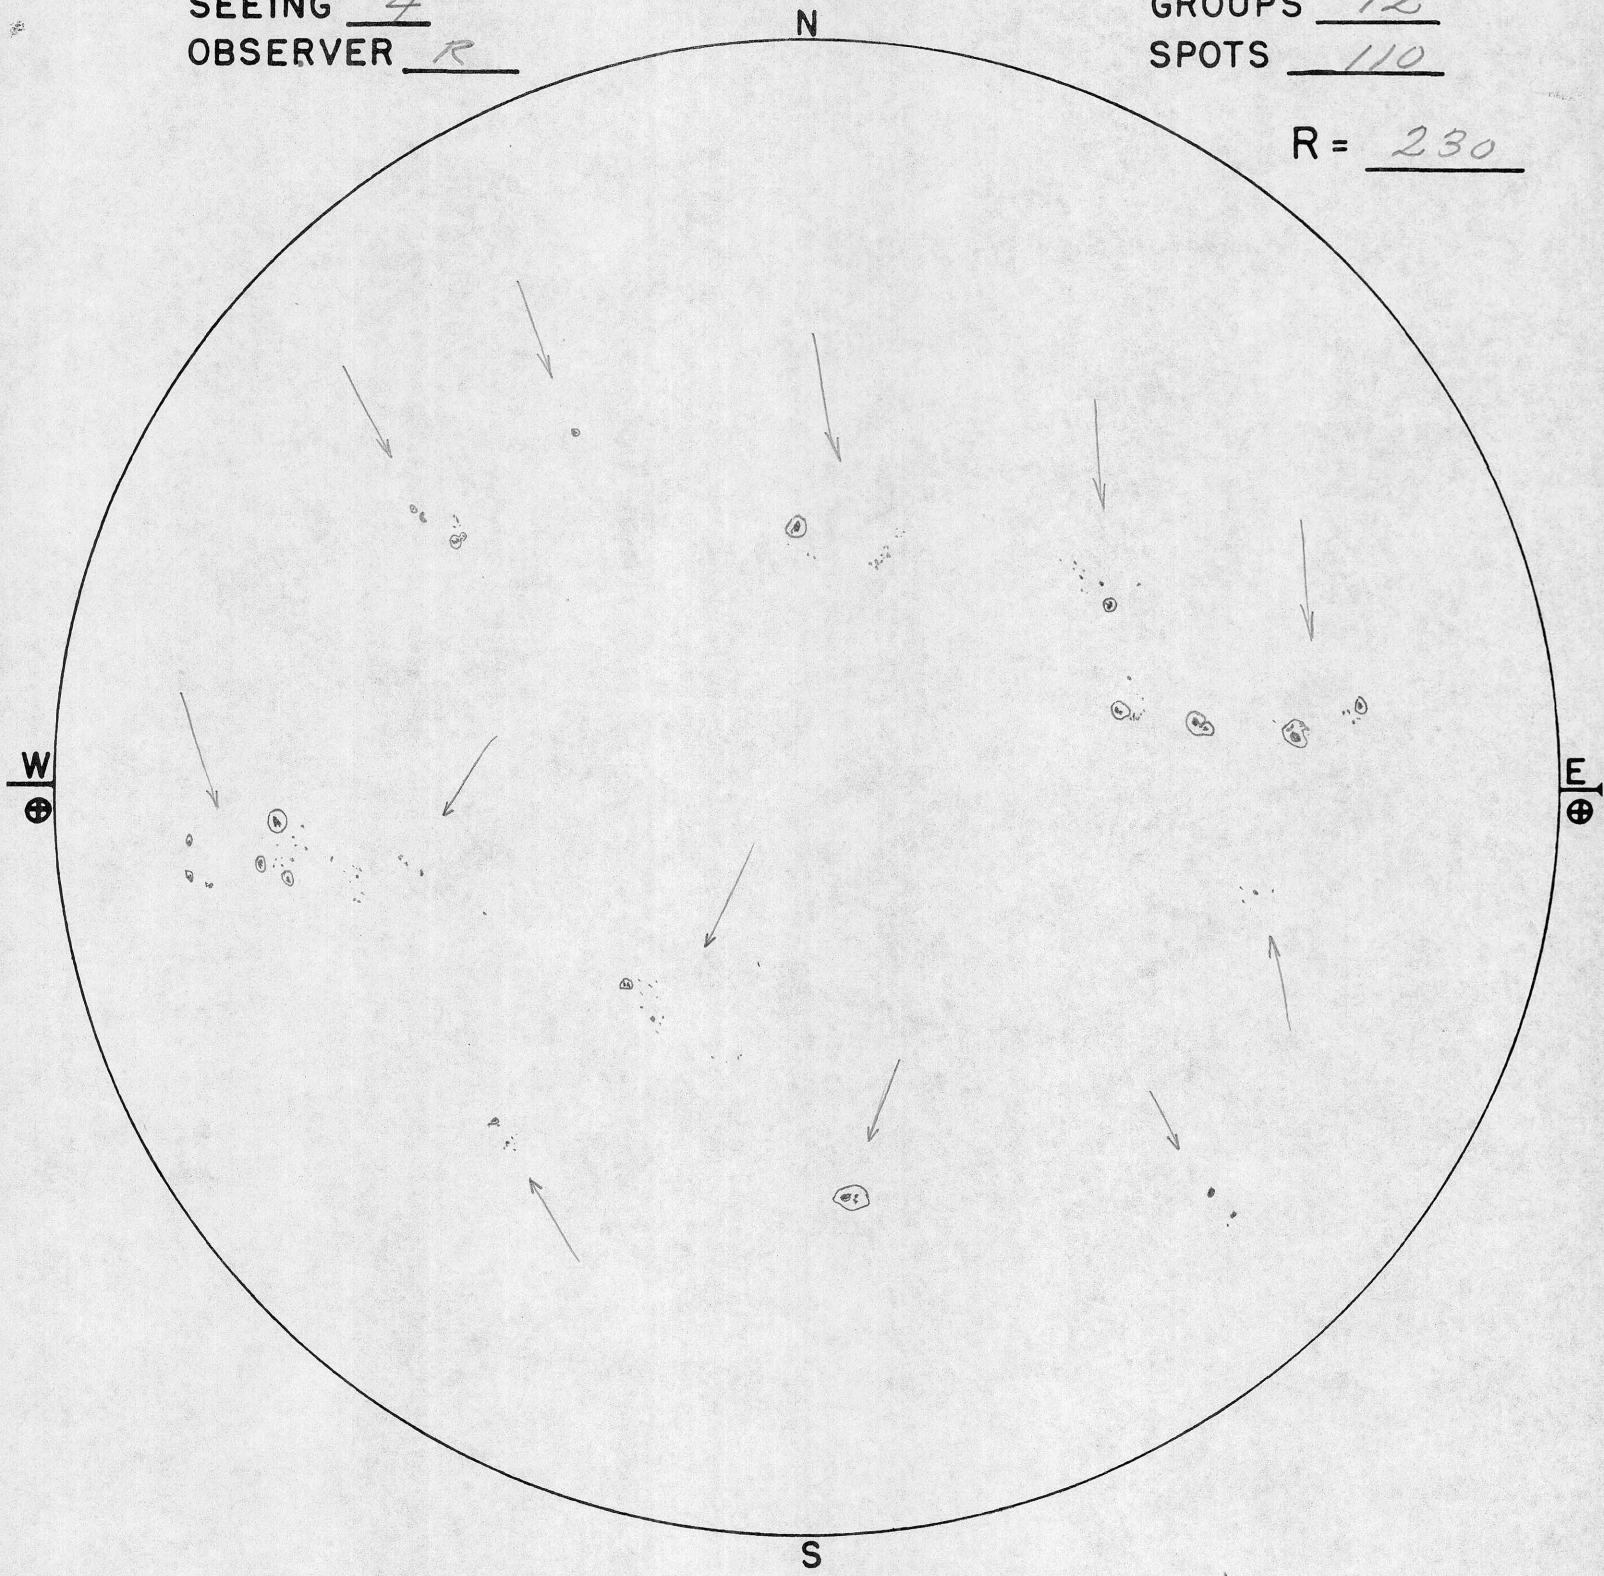 SEEING 4
GROUPS 12
OBSERVER R
SPOTS 110
R = 230
N
W
E
S